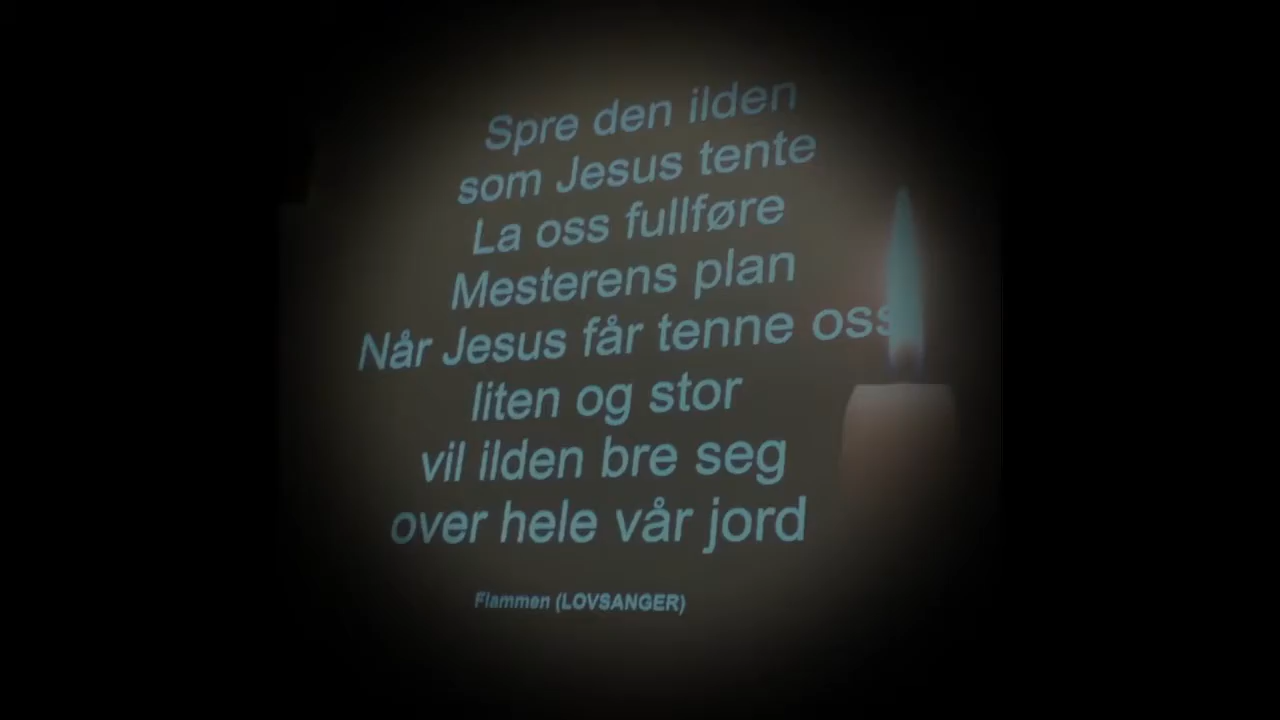 Spre den ilden
som Jesus tente
La oss fullføre
Mesterens plan
Når Jesus får tenne oss
liten og stor
vil ilden bre seg
over hele vår jord
Flammen (LOVSANGER)